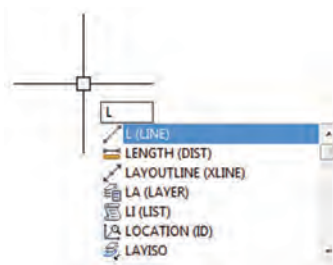 L
L (LINE)
LENGTH (DIST)
LAYOUTLINE (XLINE)
LA (LAYER)
LI (LIST)
LOCATION (ID)
LAYISO